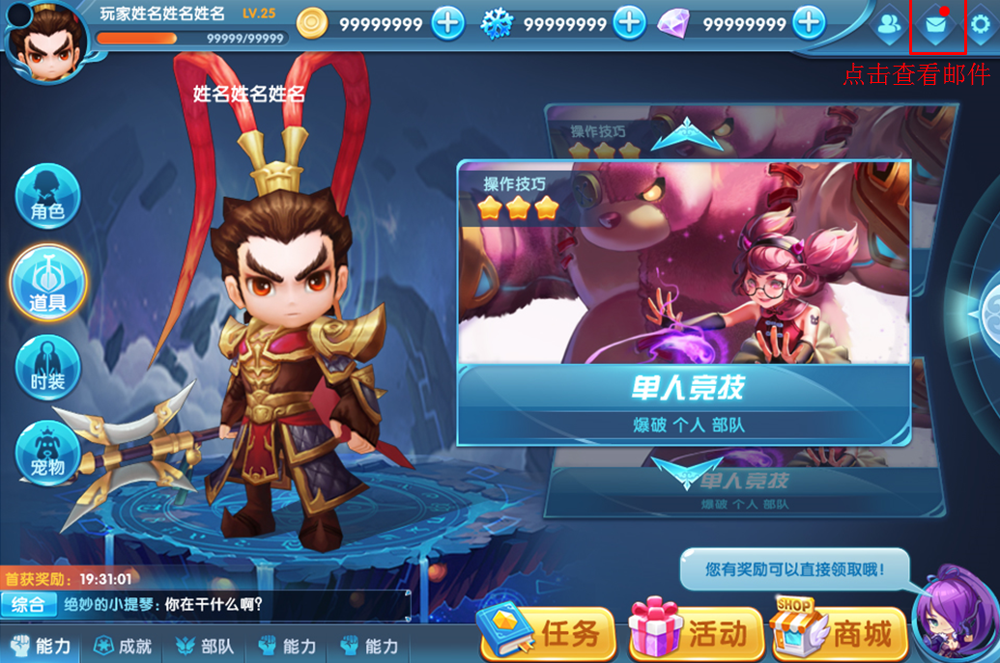 玩家姓名姓名姓名 LV.25
99999/99999
99999999
99999999
99999999
点击查看邮件
姓名姓名姓名
操作技巧
操作技巧
角色
道具
时装
宠物
单人竞技
爆破 个人 部队
单人竞技
爆破 个人 部队
您有奖励可以直接领取哦!
首获奖励: 19:31:01
综合 绝妙的小提琴: 你在干什么啊?
能力 成就 部队 能力 能力
任务 活动 SHOP 商城